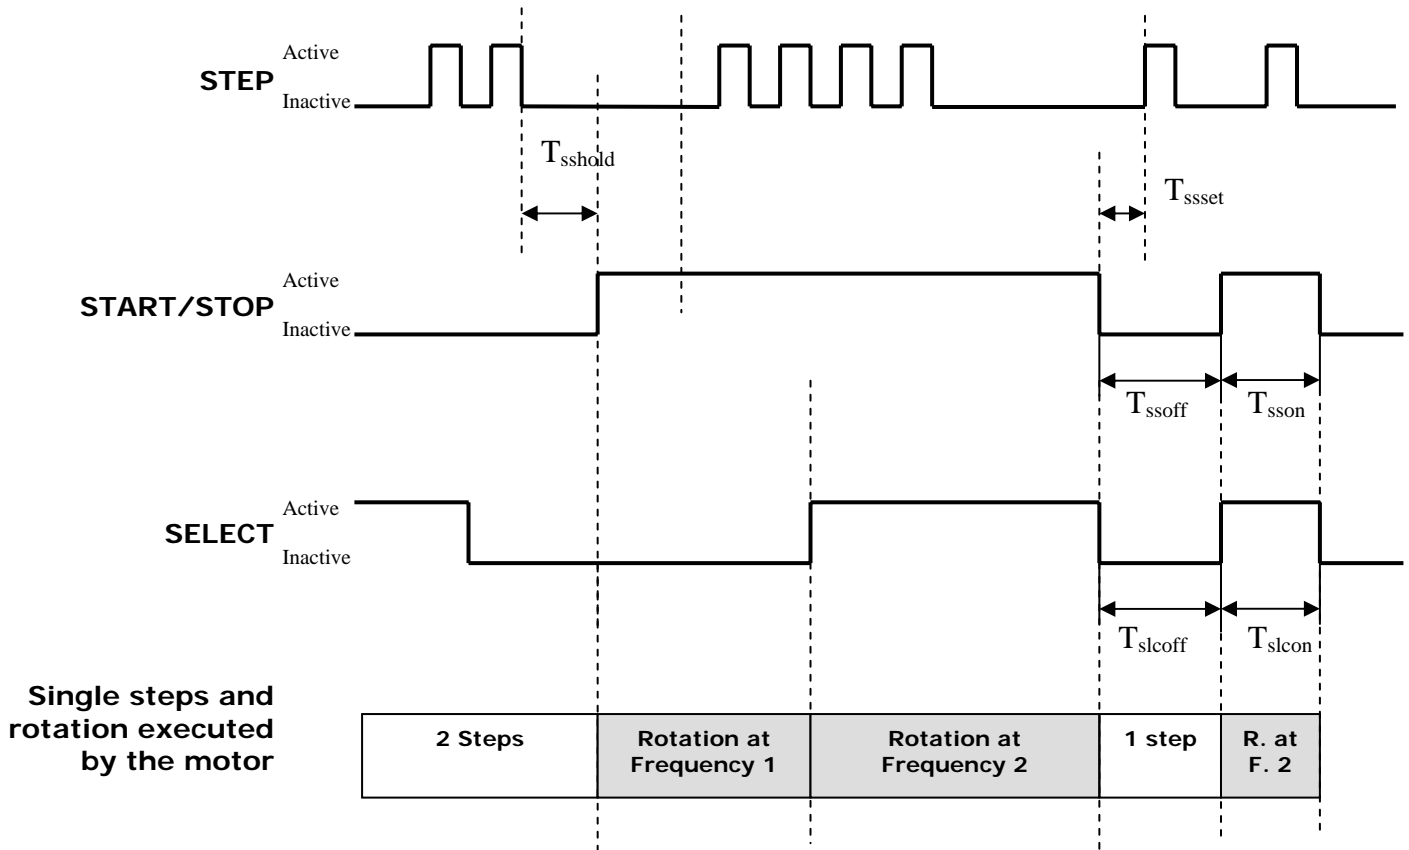 Active
STEP
Inactive
Tsshold
Tssset
Active
START/STOP
Inactive
Tssoff
Tsson
Active
SELECT
Inactive
Tslcoff
Tslcon
Single steps and
rotation executed
by the motor
2 Steps
Rotation at
Frequency 1
Rotation at
Frequency 2
1 step
R. at
F. 2